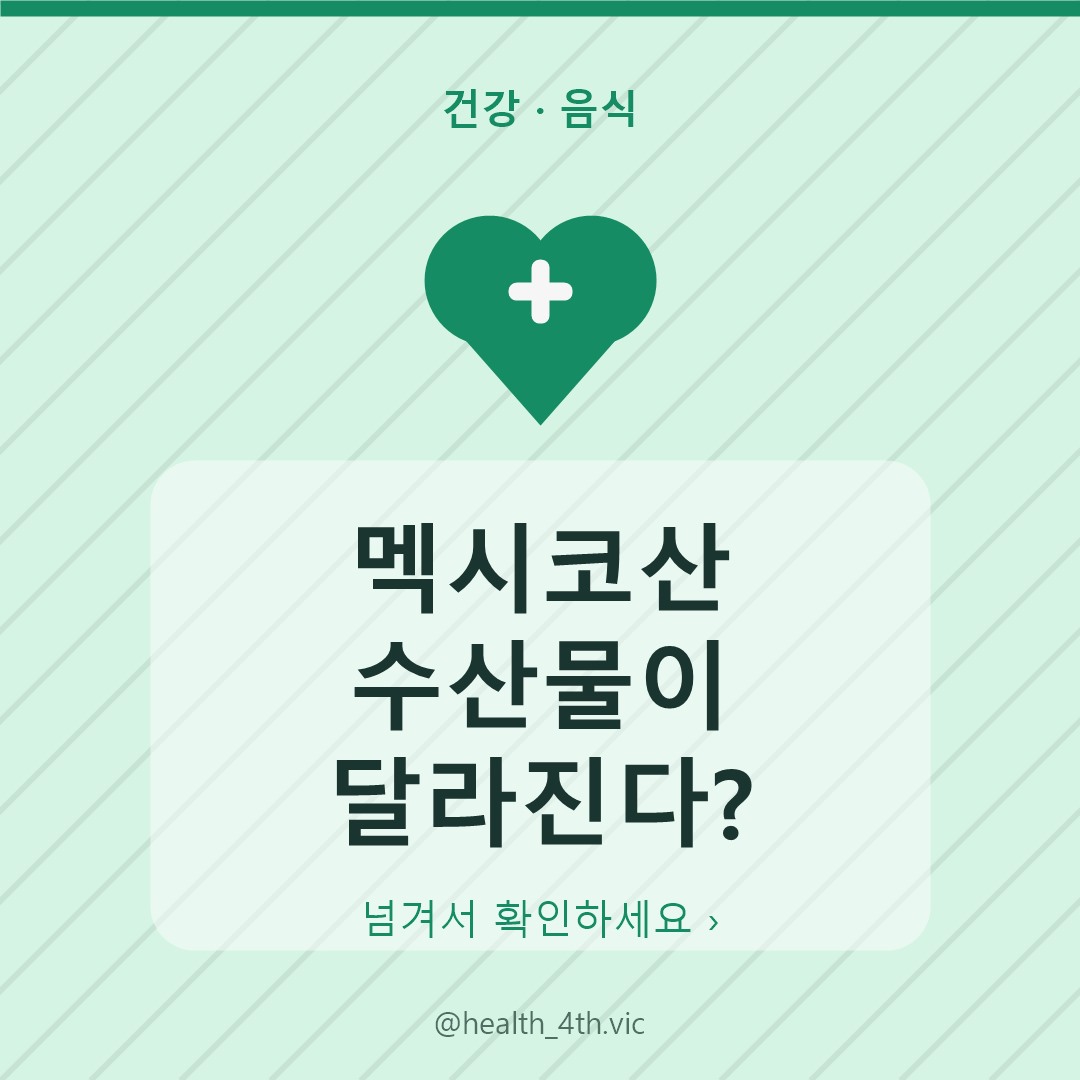 건강 · 음식
멕시코산
수산물이
달라진다?
넘겨서 확인하세요 ›
@health_4th.vic